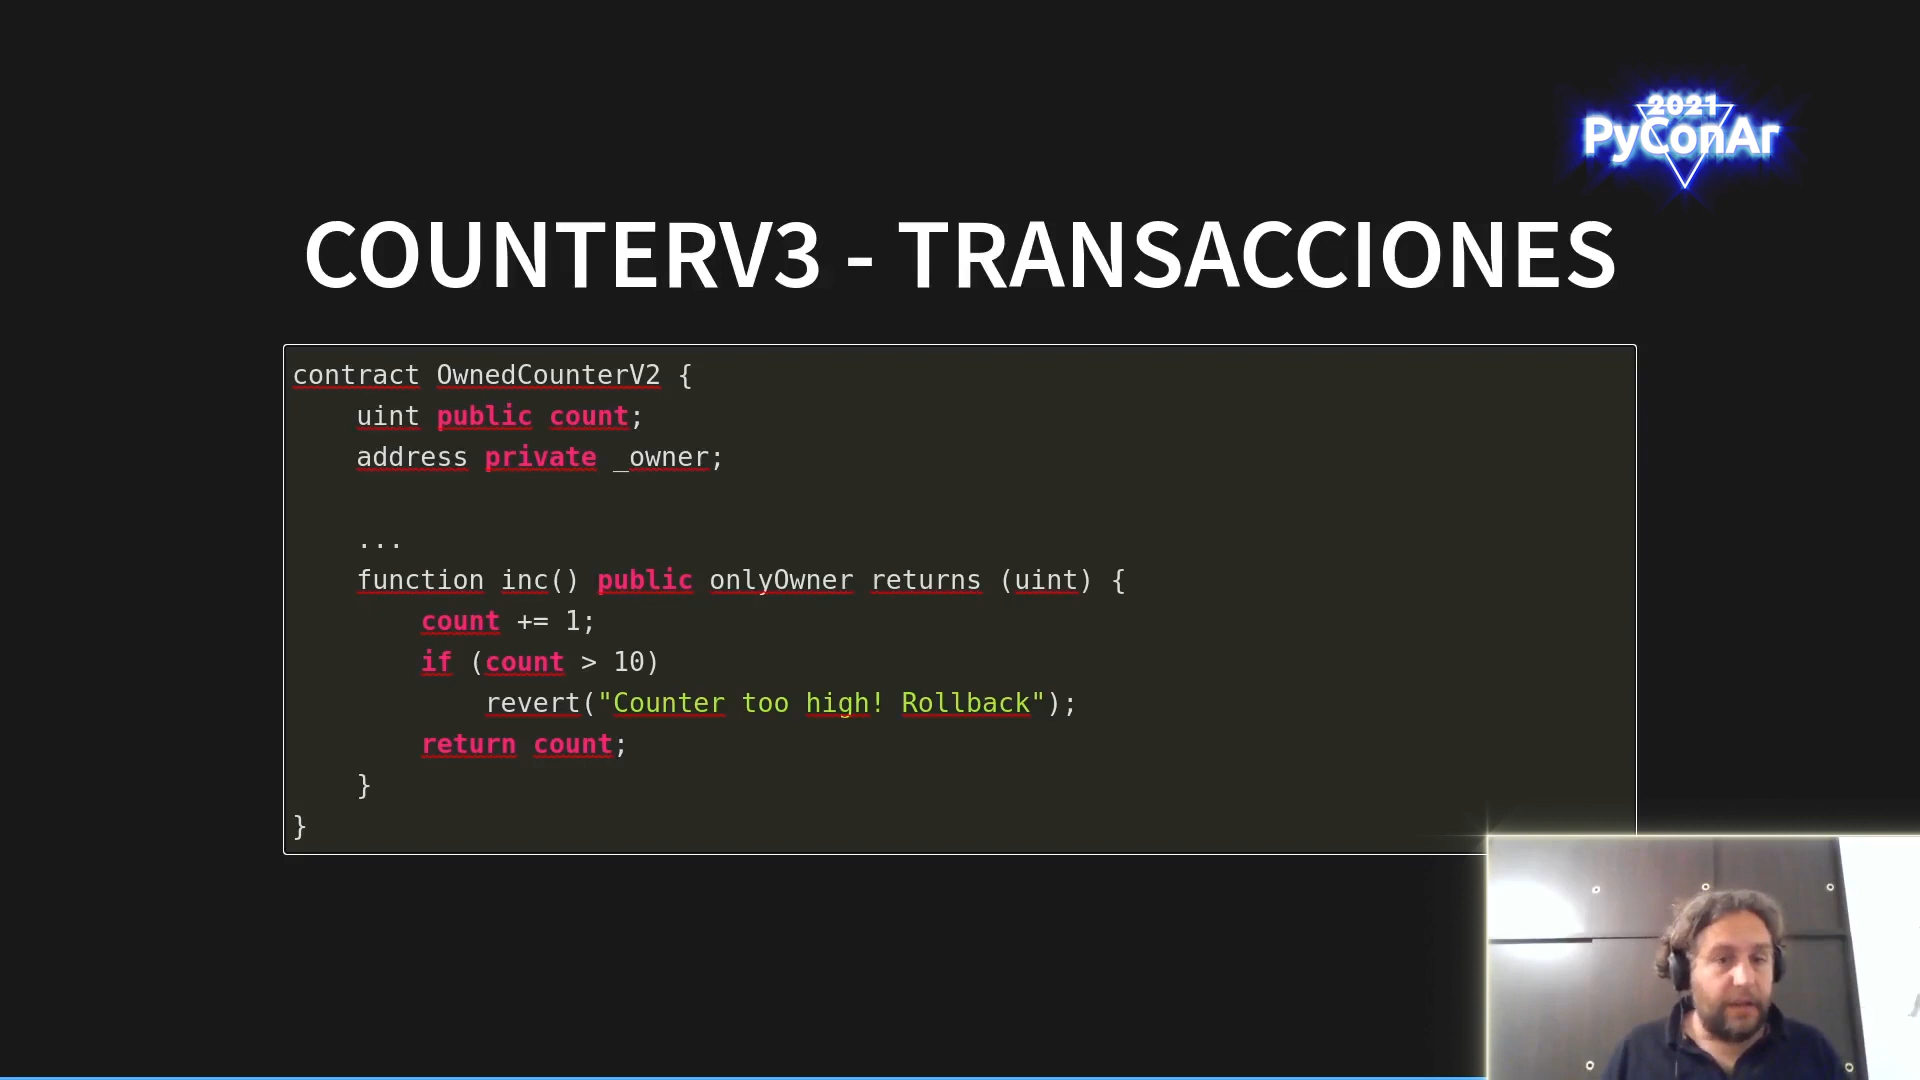 2021
PyConAr
COUNTERV3 - TRANSACCIONES
contract OwnedCounterV2 {
    uint public count;
    address private _owner;
    ...
    function inc() public onlyOwner returns (uint) {
        count += 1;
        if (count > 10)
            revert("Counter too high! Rollback");
        return count;
    }
}